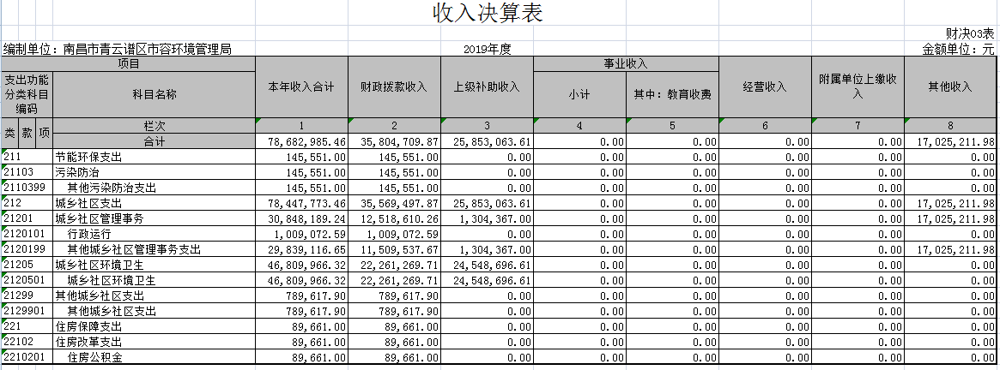 收入决算表
财决03表
编制单位：南昌市青云谱区市容环境管理局 2019年度 金额单位：元
项目 本年收入合计 财政拨款收入 上级补助收入 事业收入 经营收入 附属单位上缴收入 其他收入
支出功能分类科目编码 科目名称 小计 其中：教育收费
类 款 项 栏次 1 2 3 4 5 6 7 8
合计 78,682,985.46 35,804,709.87 25,853,063.61 0.00 0.00 0.00 0.00 17,025,211.98
211 节能环保支出 145,551.00 145,551.00 0.00 0.00 0.00 0.00 0.00 0.00
21103 污染防治 145,551.00 145,551.00 0.00 0.00 0.00 0.00 0.00 0.00
2110399 其他污染防治支出 145,551.00 145,551.00 0.00 0.00 0.00 0.00 0.00 0.00
212 城乡社区支出 78,447,773.46 35,569,497.87 25,853,063.61 0.00 0.00 0.00 0.00 17,025,211.98
21201 城乡社区管理事务 30,848,189.24 12,518,610.26 1,304,367.00 0.00 0.00 0.00 0.00 17,025,211.98
2120101 行政运行 1,009,072.59 1,009,072.59 0.00 0.00 0.00 0.00 0.00 0.00
2120199 其他城乡社区管理事务支出 29,839,116.65 11,509,537.67 1,304,367.00 0.00 0.00 0.00 0.00 17,025,211.98
21205 城乡社区环境卫生 46,809,966.32 22,261,269.71 24,548,696.61 0.00 0.00 0.00 0.00 0.00
2120501 城乡社区环境卫生 46,809,966.32 22,261,269.71 24,548,696.61 0.00 0.00 0.00 0.00 0.00
21299 其他城乡社区支出 789,617.90 789,617.90 0.00 0.00 0.00 0.00 0.00 0.00
2129901 其他城乡社区支出 789,617.90 789,617.90 0.00 0.00 0.00 0.00 0.00 0.00
221 住房保障支出 89,661.00 89,661.00 0.00 0.00 0.00 0.00 0.00 0.00
22102 住房改革支出 89,661.00 89,661.00 0.00 0.00 0.00 0.00 0.00 0.00
2210201 住房公积金 89,661.00 89,661.00 0.00 0.00 0.00 0.00 0.00 0.00